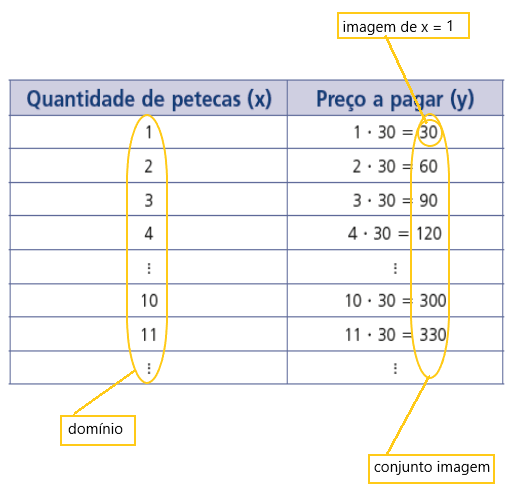 imagem de x = 1
Quantidade de petecas (x) Preço a pagar (y)
1 1 · 30 = 30
2 2 · 30 = 60
3 3 · 30 = 90
4 4 · 30 = 120
⋮ ⋮
10 10 · 30 = 300
11 11 · 30 = 330
⋮ ⋮
domínio
conjunto imagem